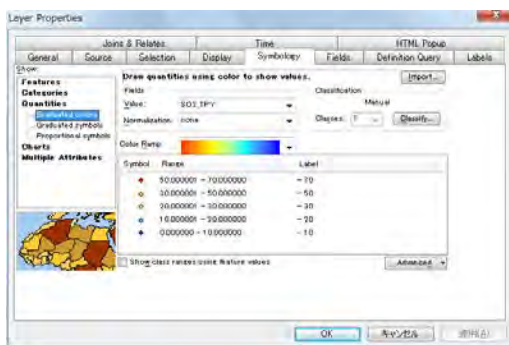 Layer Properties
Joins & Relates Time HTML Popup
General Source Selection Display Symbology Fields Definition Query Labels
Show:
Features
Categories
Quantities
Graduated colors
Graduated symbols
Proportional symbols
Charts
Multiple Attributes
Draw quantities using color to show values.
Import...
Fields
Value:
Normalization: none
Classification
Manual
Classes: 5
Classify...
Color Ramp:
Symbol Range Label
50.000001 - 70.000000 - 70
30.000001 - 50.000000 - 50
20.000001 - 30.000000 - 30
10.000001 - 20.000000 - 20
0.000000 - 10.000000 - 10
Show class ranges using feature values
Advanced
OK
キャンセル
適用(A)